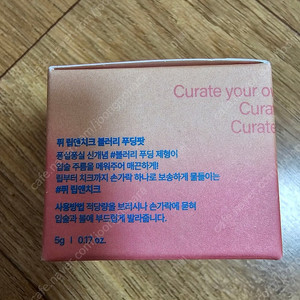 Curate your ou
Curat
Curate
퓌 립앤치크 블러리 푸딩팟
퐁실퐁실 신개념 #블러리 푸딩 제형이
입술 주름을 메워주어 매끈하게!
립부터 치크까지 손가락 하나로 보송하게 물들이는
#퓌 립앤치크
사용방법 적당량을 브러시나 손가락에 묻혀
입술과 볼에 부드럽게 발라줍니다.
5g | 0.17 oz.